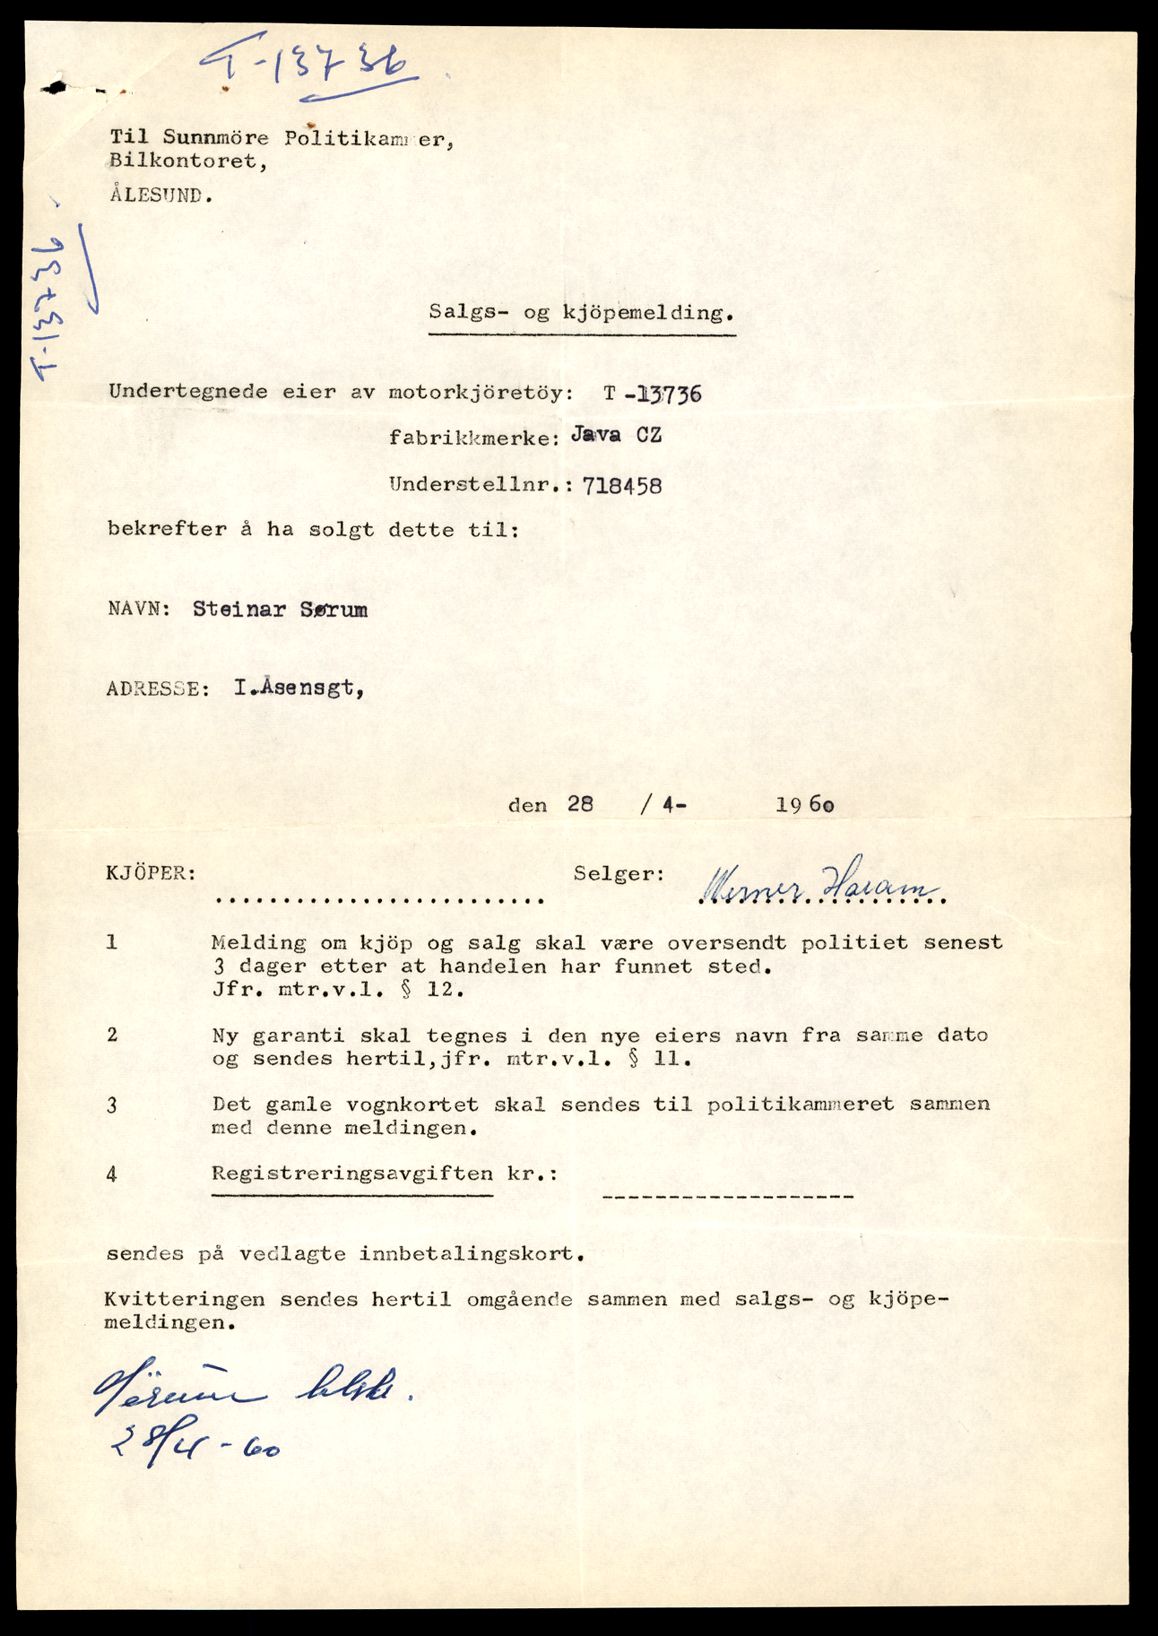 T-13736
Til Sunnmöre Politikammer,
Bilkontoret,
ÅLESUND.
T-13736
Salgs- og kjöpemelding.
Undertegnede eier av motorkjöretöy: T -13736
fabrikkmerke: Java CZ
Understellnr.: 718458
bekrefter å ha solgt dette til:
NAVN: Steinar Sørum
ADRESSE: I.Åsensgt,
den 28 / 4- 1960
KJÖPER: Selger: Werner Haram
1 Melding om kjöp og salg skal være oversendt politiet senest
3 dager etter at handelen har funnet sted.
Jfr. mtr.v.l. § 12.
2 Ny garanti skal tegnes i den nye eiers navn fra samme dato
og sendes hertil,jfr. mtr.v.l. § 11.
3 Det gamle vognkortet skal sendes til politikammeret sammen
med denne meldingen.
4 Registreringsavgiften kr.:
sendes på vedlagte innbetalingskort.
Kvitteringen sendes hertil omgående sammen med salgs- og kjöpe-
meldingen.
Sörum
28/4-60